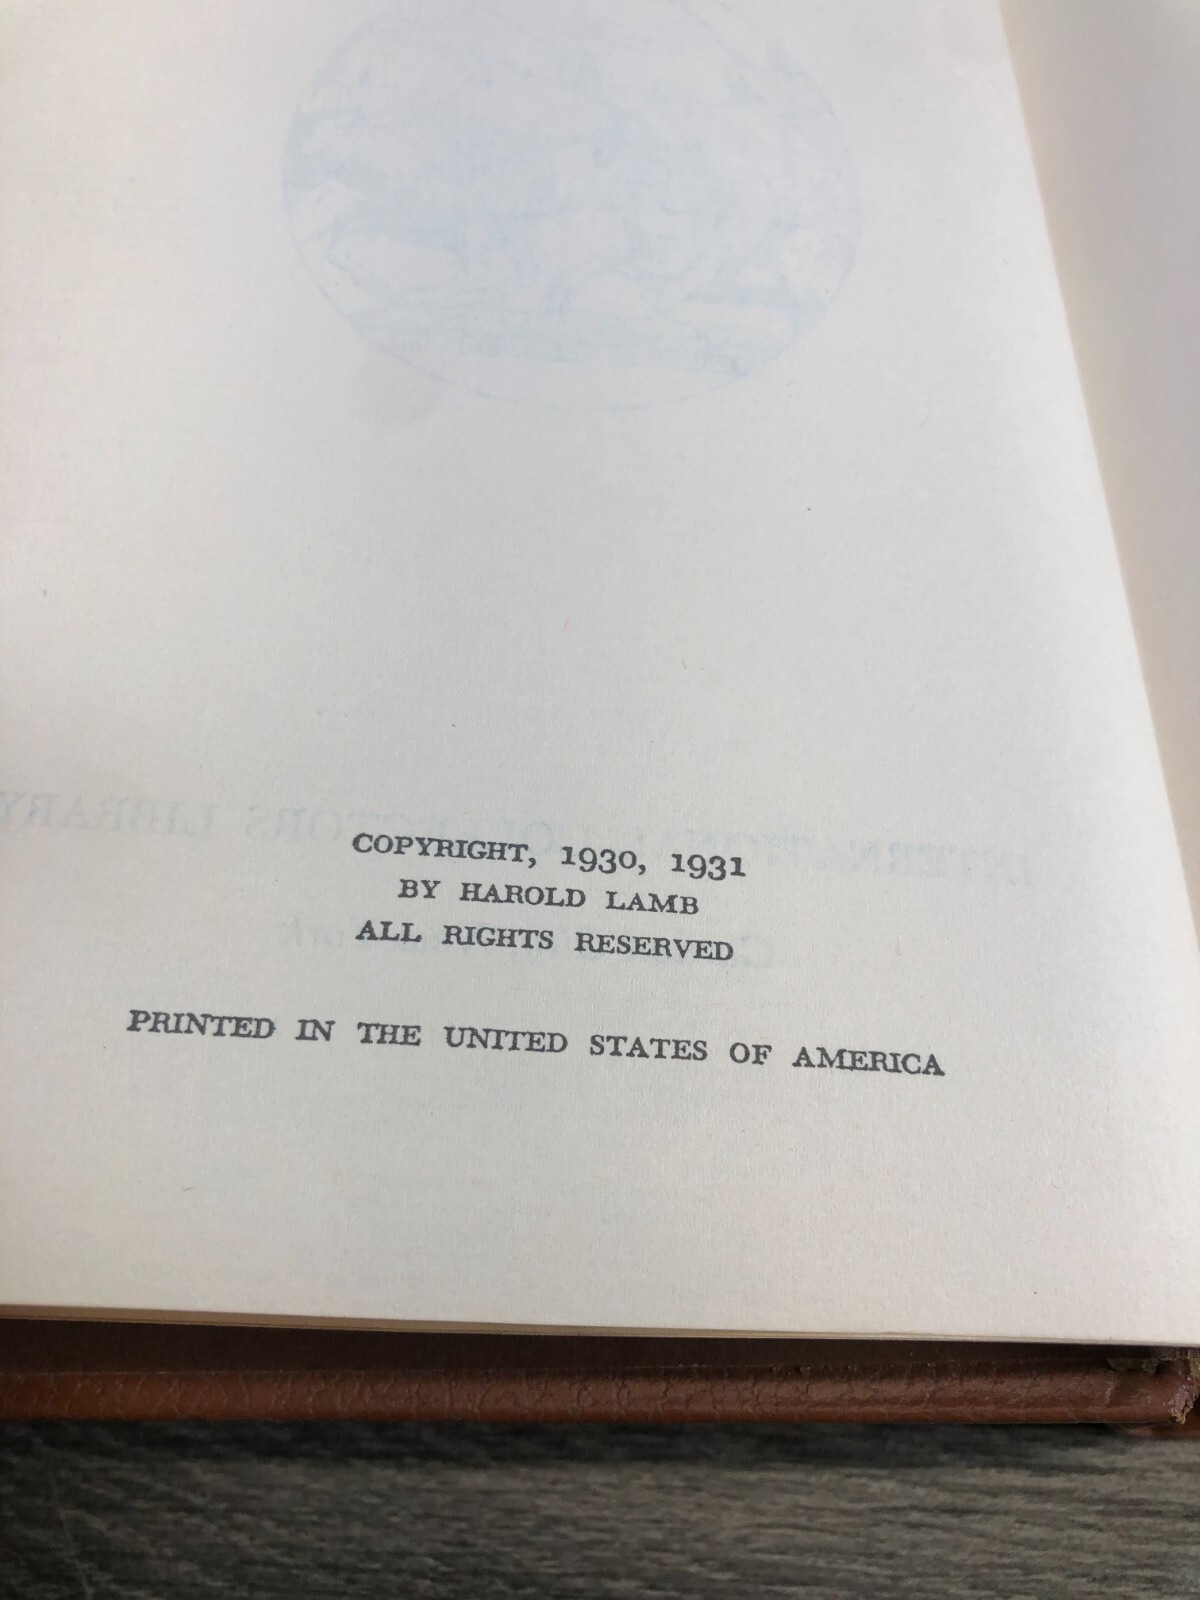 COPYRIGHT, 1930, 1931
BY HAROLD LAMB
ALL RIGHTS RESERVED
PRINTED IN THE UNITED STATES OF AMERICA